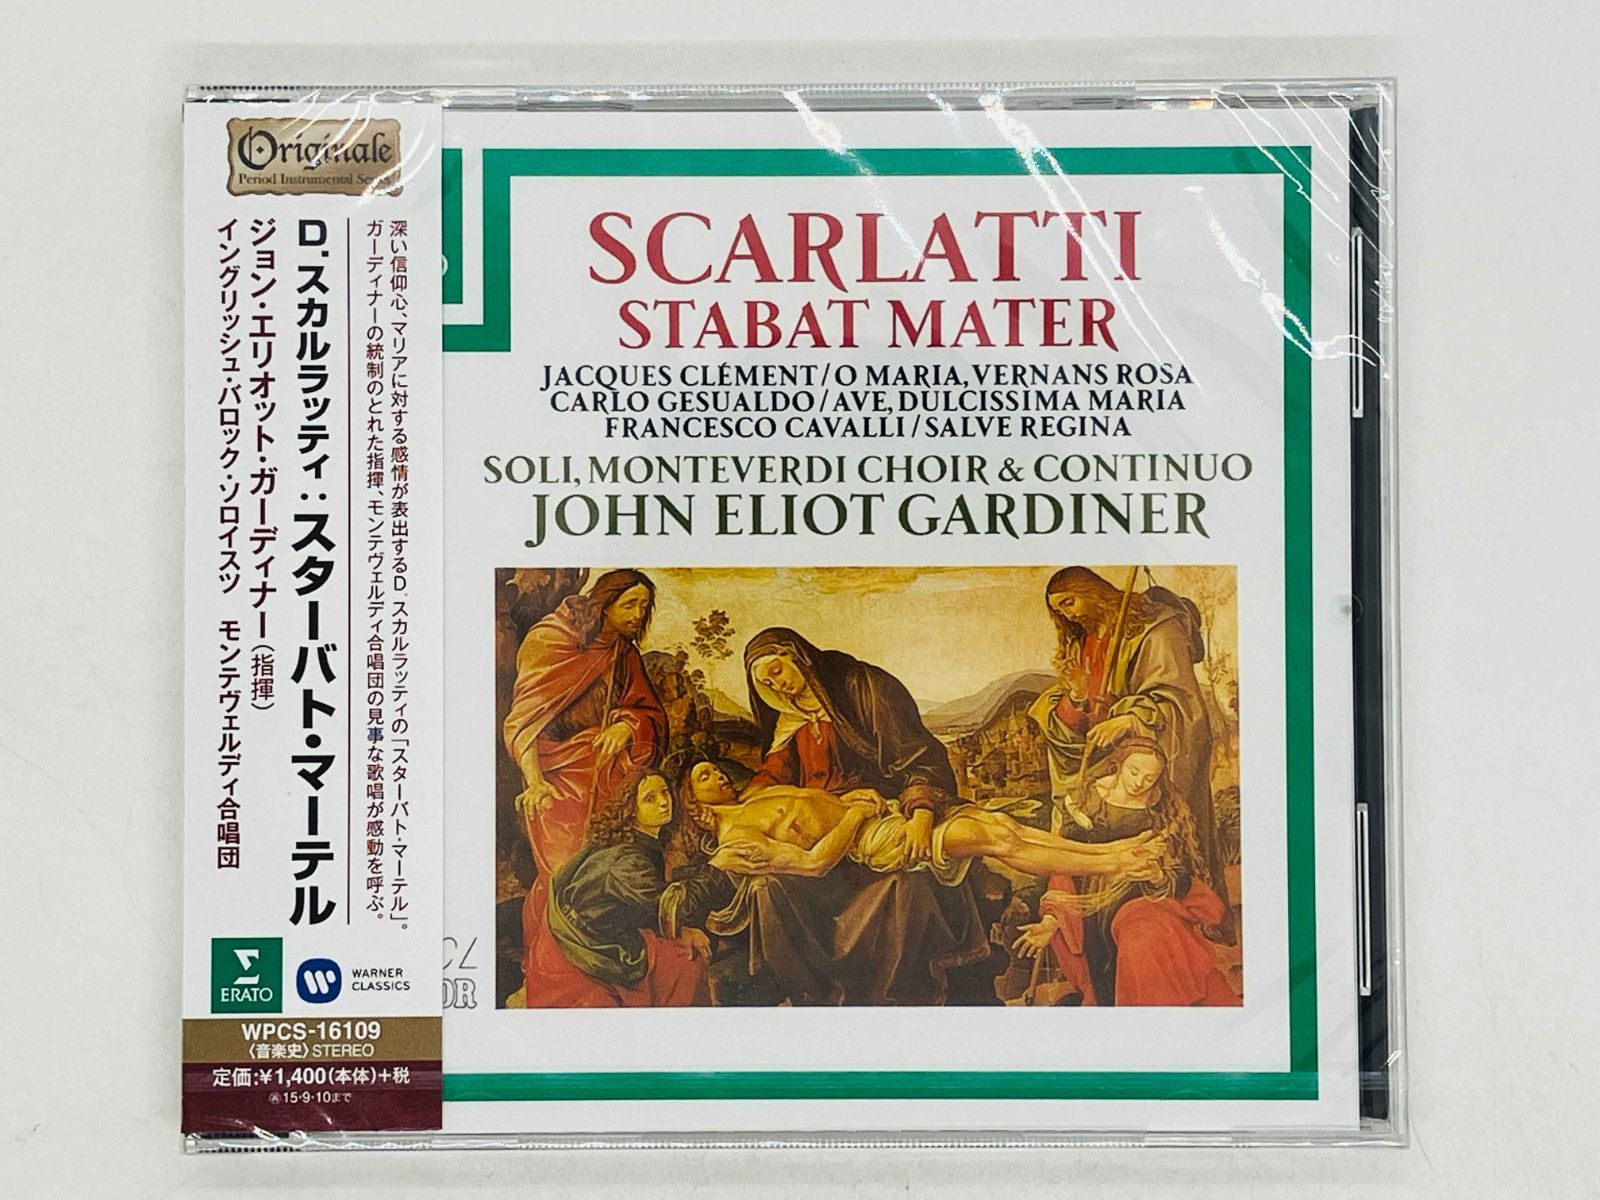 Originale
Period Instrumental Series
深い信仰心、マリアに対する感情が表出するD.スカルラッティの「スターバト・マーテル」。
ガーディナーの統制のとれた指揮、モンテヴェルディ合唱団の見事な歌唱が感動を呼ぶ。
D.スカルラッティ:スターバト・マーテル
ジョン・エリオット・ガーディナー(指揮)
イングリッシュ・バロック・ソロイスツ モンテヴェルディ合唱団
ERATO
WARNER
CLASSICS
WPCS-16109
〈音楽史〉STEREO
定価:¥1,400(本体)+税
15・9・10まで
SCARLATTI
STABAT MATER
JACQUES CLÉMENT/O MARIA, VERNANS ROSA
CARLO GESUALDO/AVE, DULCISSIMA MARIA
FRANCESCO CAVALLI/SALVE REGINA
SOLI, MONTEVERDI CHOIR & CONTINUO
JOHN ELIOT GARDINER